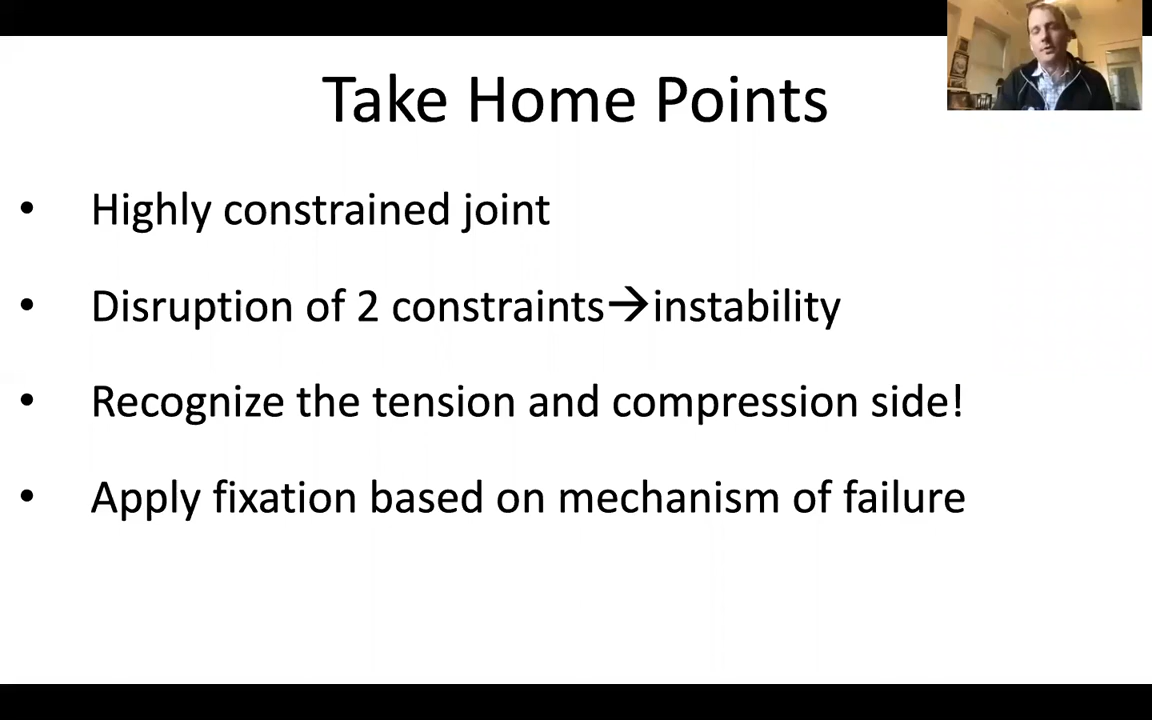 Take Home Points
• Highly constrained joint
• Disruption of 2 constraints→instability
• Recognize the tension and compression side!
• Apply fixation based on mechanism of failure